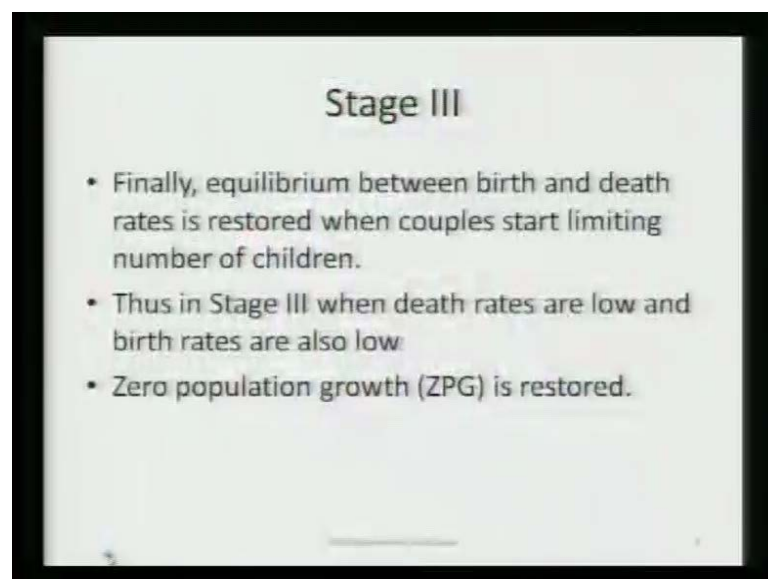 Stage III
• Finally, equilibrium between birth and death
rates is restored when couples start limiting
number of children.
• Thus in Stage III when death rates are low and
birth rates are also low
• Zero population growth (ZPG) is restored.